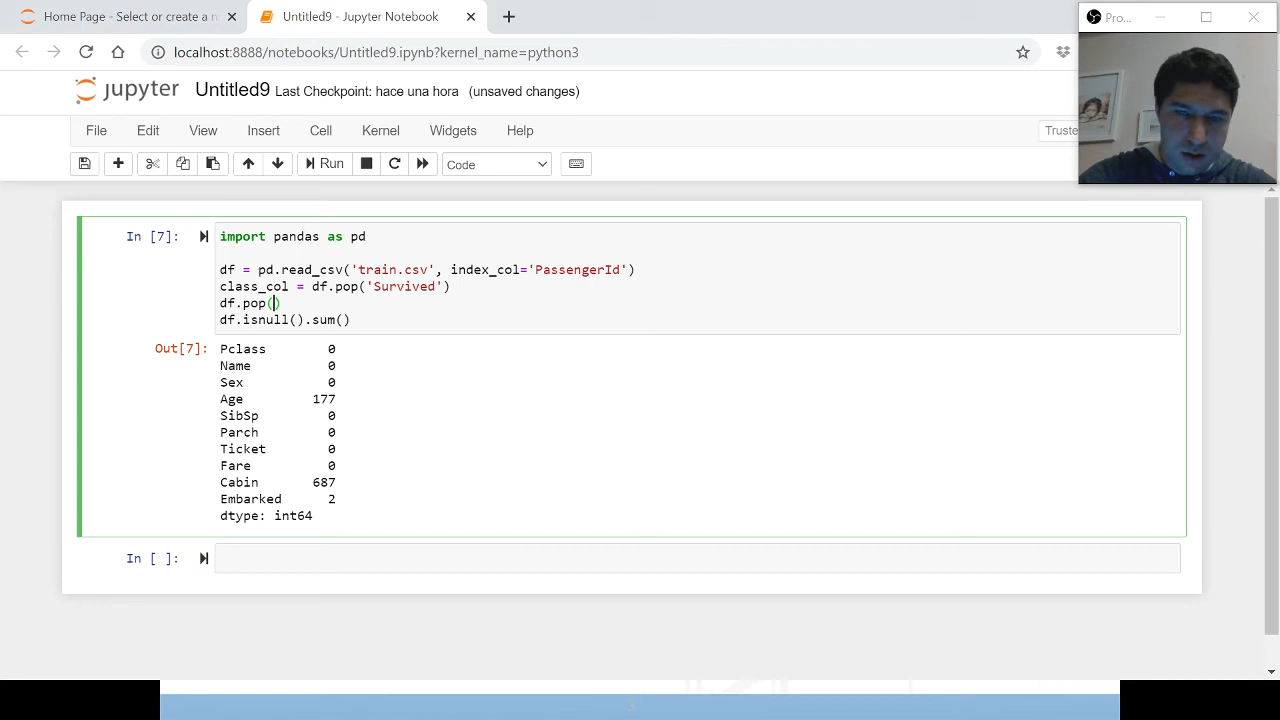 Home Page - Select or create a n
Untitled9 - Jupyter Notebook
Pro...
localhost:8888/notebooks/Untitled9.ipynb?kernel_name=python3
jupyter Untitled9 Last Checkpoint: hace una hora (unsaved changes)
File Edit View Insert Cell Kernel Widgets Help Truste
Run Code
In [7]: import pandas as pd
df = pd.read_csv('train.csv', index_col='PassengerId')
class_col = df.pop('Survived')
df.pop()
df.isnull().sum()
Out[7]: Pclass 0
Name 0
Sex 0
Age 177
SibSp 0
Parch 0
Ticket 0
Fare 0
Cabin 687
Embarked 2
dtype: int64
In [ ]: